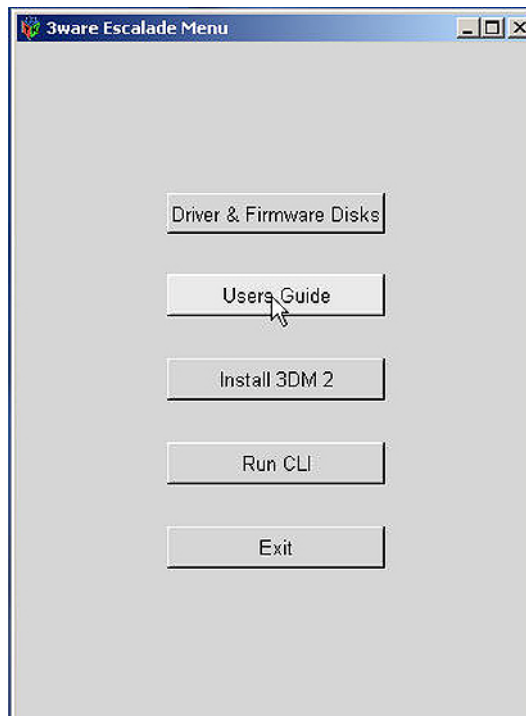 3ware Escalade Menu
Driver & Firmware Disks
Users Guide
Install 3DM 2
Run CLI
Exit